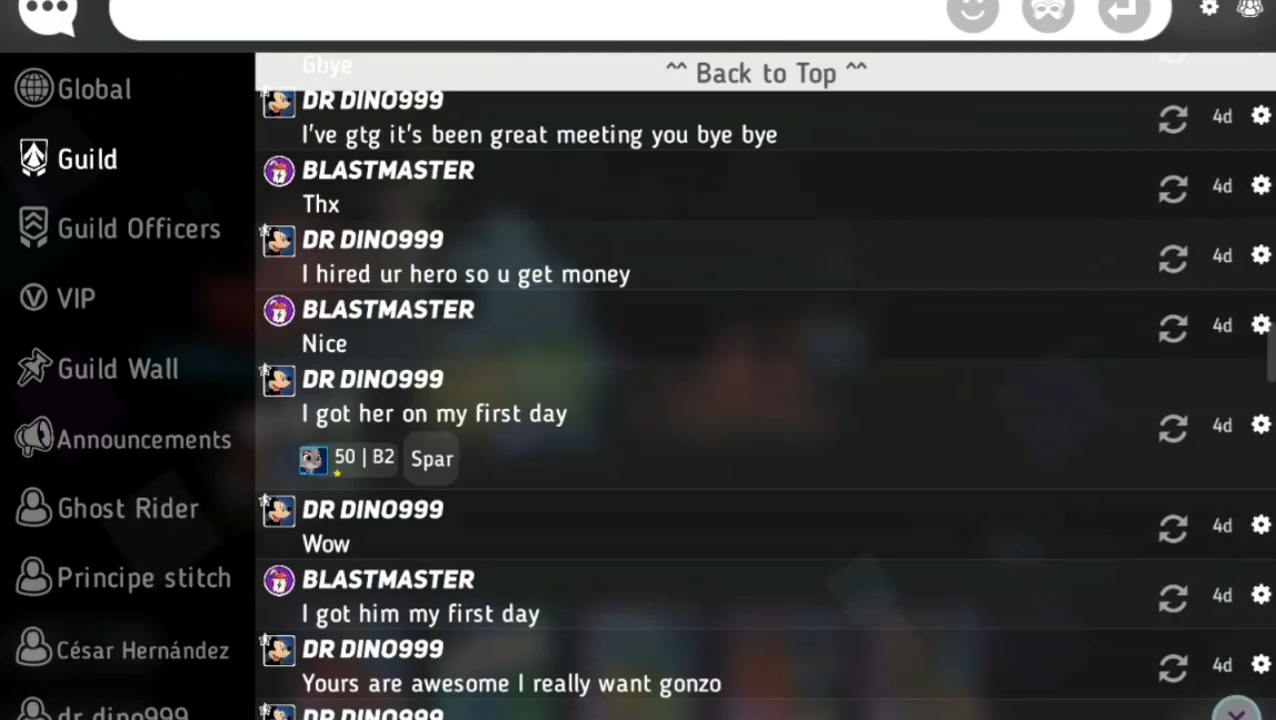 Global
Guild
Guild Officers
VIP
Guild Wall
Announcements
Ghost Rider
Principe stitch
César Hernández
dr dino999
Gbye
^^ Back to Top ^^
DR DINO999
I've gtg it's been great meeting you bye bye
4d
BLASTMASTER
Thx
4d
DR DINO999
I hired ur hero so u get money
4d
BLASTMASTER
Nice
4d
DR DINO999
I got her on my first day
4d
50 | B2 Spar
DR DINO999
Wow
4d
BLASTMASTER
I got him my first day
4d
DR DINO999
Yours are awesome I really want gonzo
4d
DR DINO999